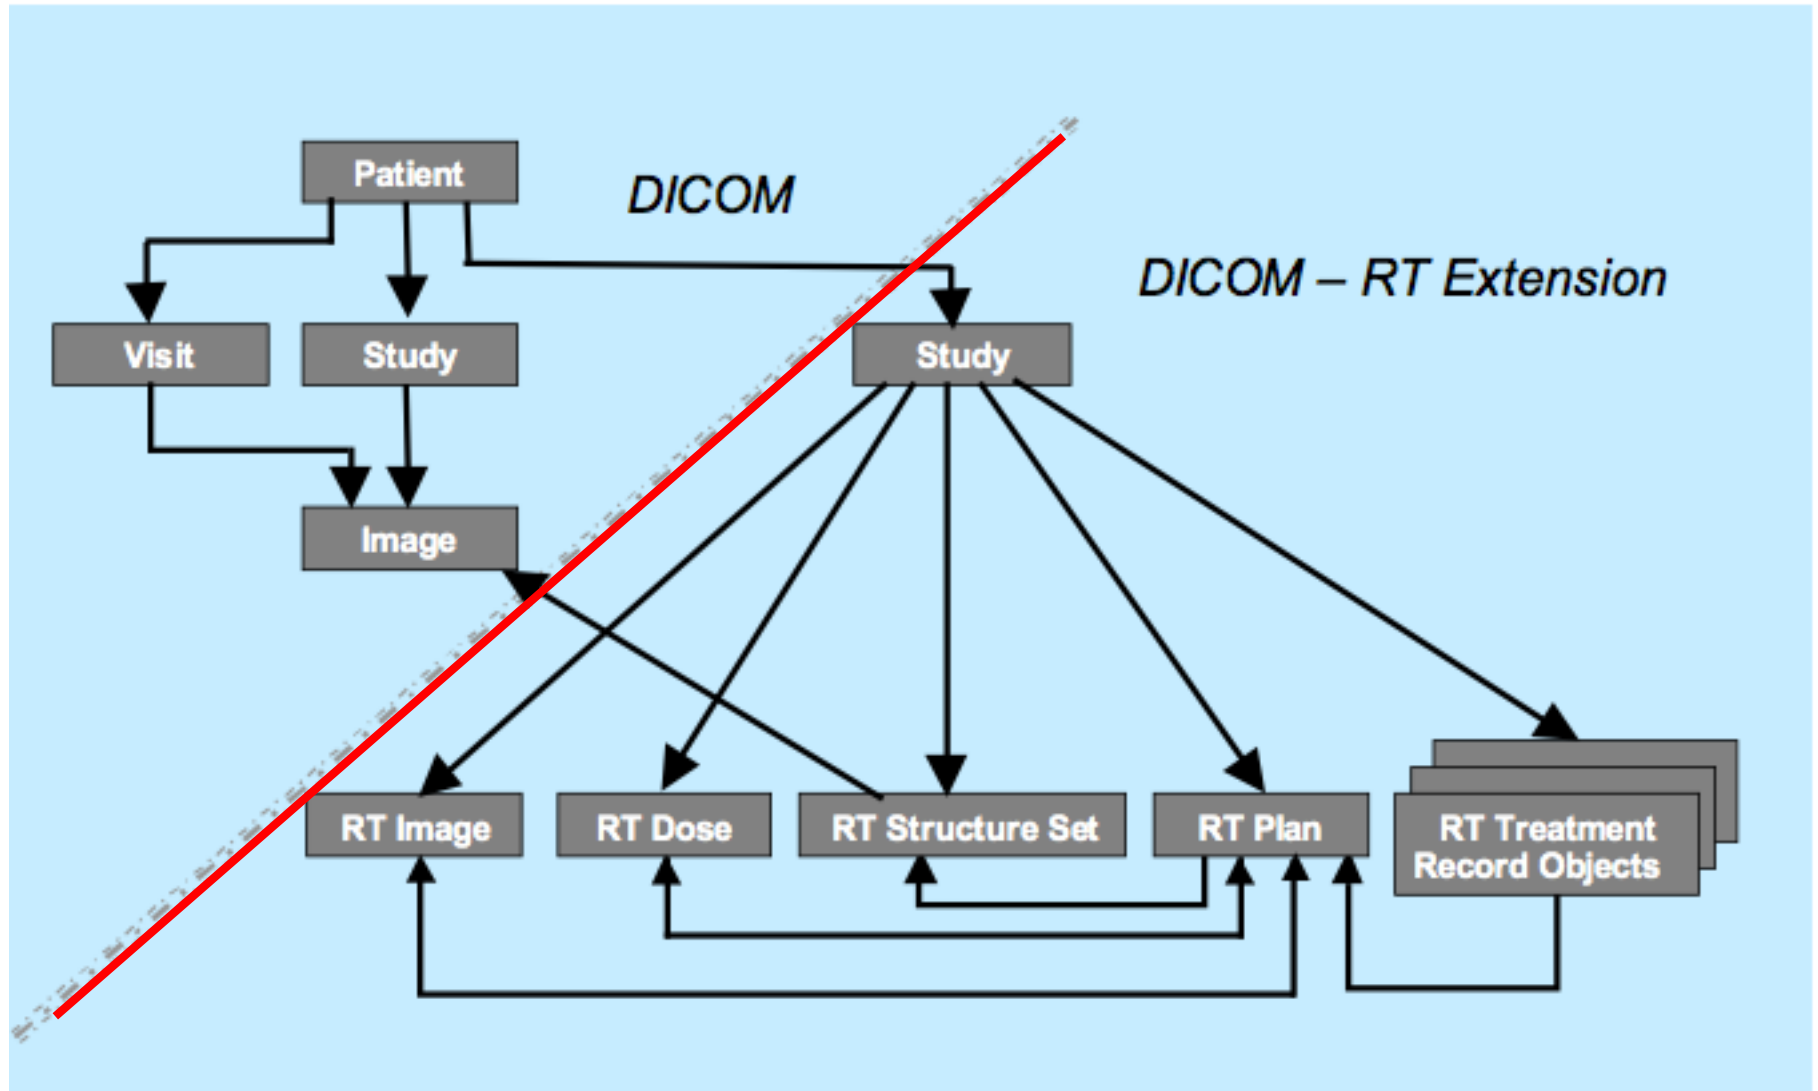 Patient
DICOM
DICOM – RT Extension
Visit
Study
Study
Image
RT Image
RT Dose
RT Structure Set
RT Plan
RT Treatment
Record Objects